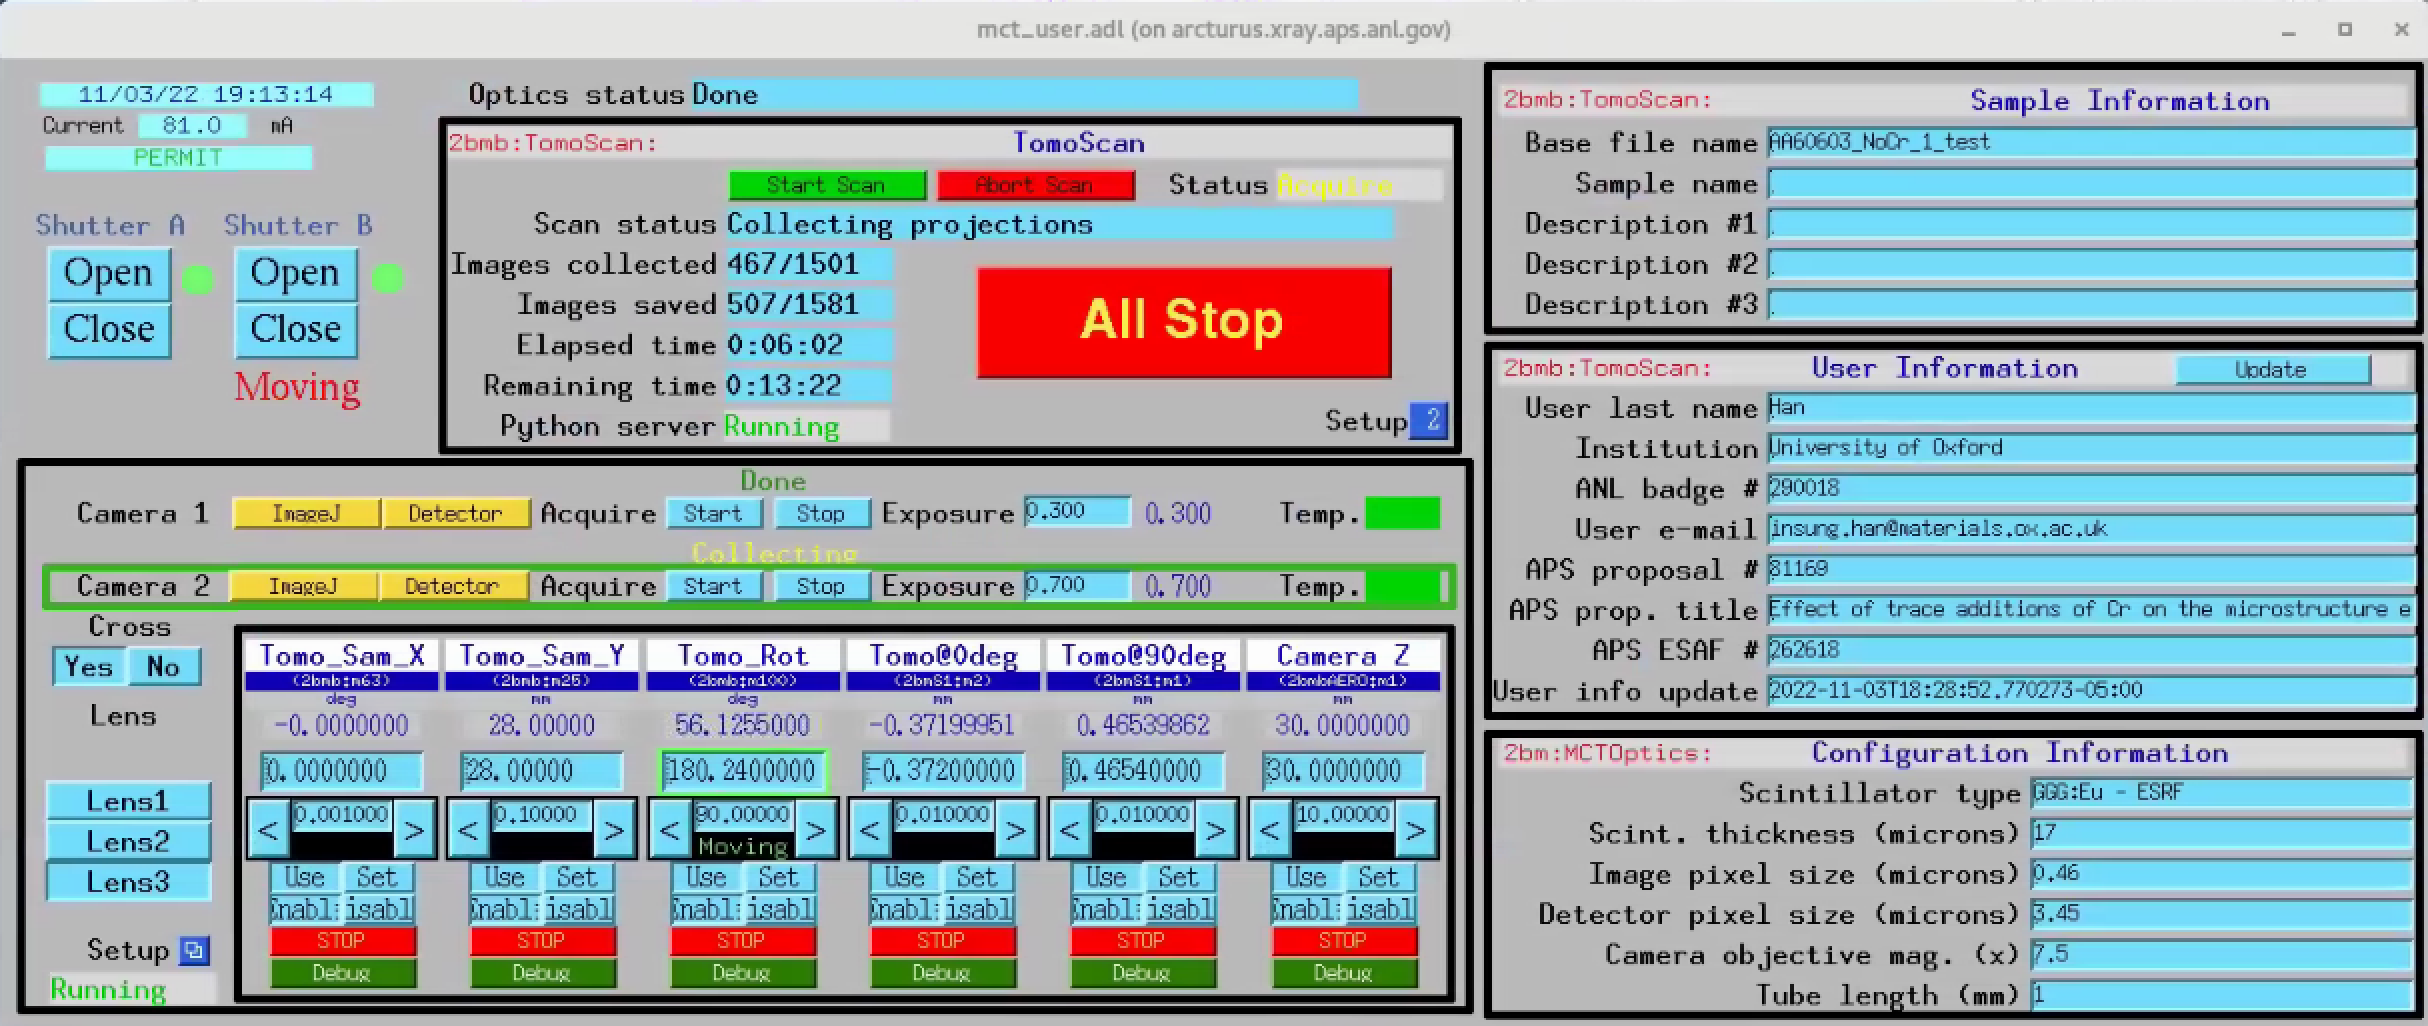 mct_user.adl (on arcturus.xray.aps.anl.gov)
11/03/22 19:13:14
Current 81.0 mA
PERMIT
Shutter A Shutter B
Open Open
Close Close
Moving
Optics status Done
2bmb:TomoScan: TomoScan
Start Scan Abort Scan Status Acquire
Scan status Collecting projections
Images collected 467/1501
Images saved 507/1581
Elapsed time 0:06:02
Remaining time 0:13:22
Python server Running
All Stop
Setup 2
Done
Camera 1 ImageJ Detector Acquire Start Stop Exposure 0.300 0.300 Temp.
Collecting
Camera 2 ImageJ Detector Acquire Start Stop Exposure 0.700 0.700 Temp.
Cross
Yes No
Lens
Lens1
Lens2
Lens3
Setup
Running
Tomo_Sam_X Tomo_Sam_Y Tomo_Rot Tomo@0deg Tomo@90deg Camera Z
(2bmb:m63) (2bmb:m25) (2bmb:m100) (2bmS1:m2) (2bmS1:m1) (2bmbAERO:m1)
deg mm deg mm mm mm
-0.0000000 28.00000 56.1255000 -0.37199951 0.46539862 30.0000000
0.0000000 28.00000 180.2400000 -0.37200000 0.46540000 30.0000000
< 0.001000 > < 0.10000 > < 90.00000 > < 0.010000 > < 0.010000 > < 10.00000 >
Moving
Use Set Use Set Use Set Use Set Use Set Use Set
STOP STOP STOP STOP STOP STOP
Debug Debug Debug Debug Debug Debug
2bmb:TomoScan: Sample Information
Base file name AA60603_NoCr_1_test
Sample name
Description #1
Description #2
Description #3
2bmb:TomoScan: User Information Update
User last name Han
Institution University of Oxford
ANL badge # 290018
User e-mail insung.han@materials.ox.ac.uk
APS proposal # 81169
APS prop. title Effect of trace additions of Cr on the microstructure e
APS ESAF # 262618
User info update 2022-11-03T18:28:52.770273-05:00
2bm:MCTOptics: Configuration Information
Scintillator type GGG:Eu - ESRF
Scint. thickness (microns) 17
Image pixel size (microns) 0.46
Detector pixel size (microns) 3.45
Camera objective mag. (x) 7.5
Tube length (mm) 1